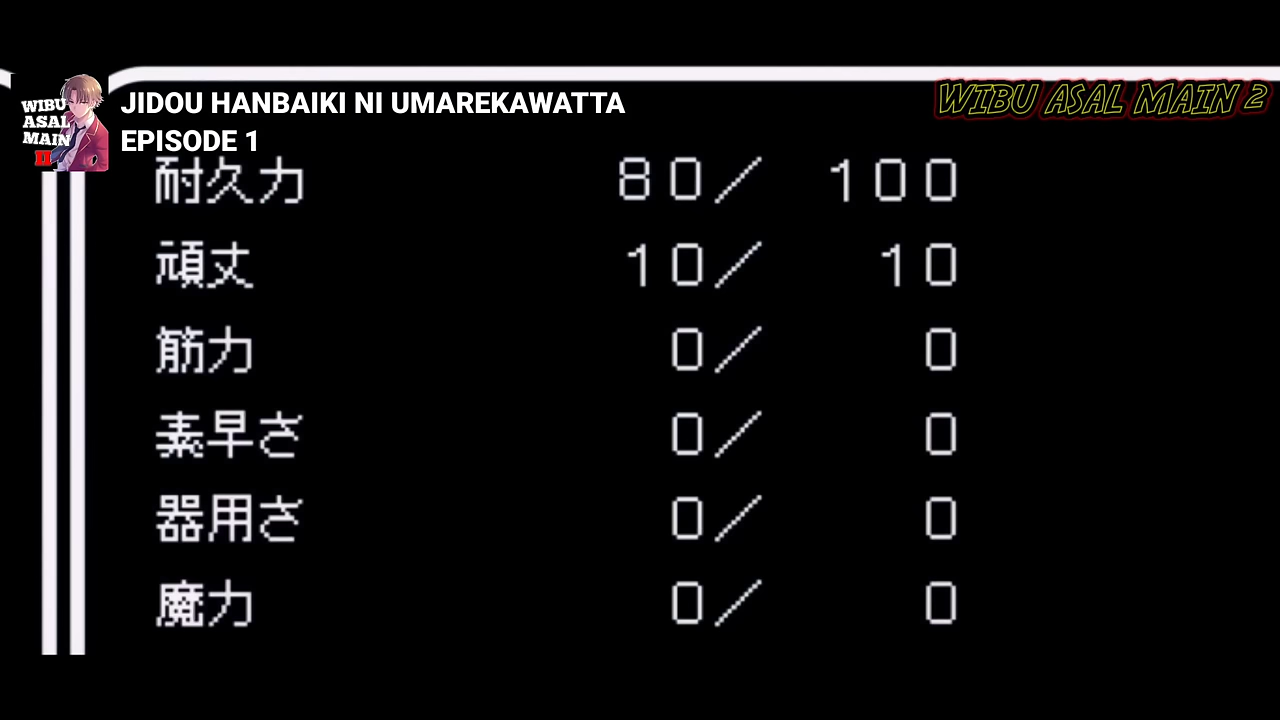 WIBU
ASAL
MAIN
II
JIDOU HANBAIKI NI UMAREKAWATTA
EPISODE 1
WIBU ASAL MAIN 2
耐久力 80/ 100
頑丈 10/ 10
筋力 0/ 0
素早さ 0/ 0
器用さ 0/ 0
魔力 0/ 0